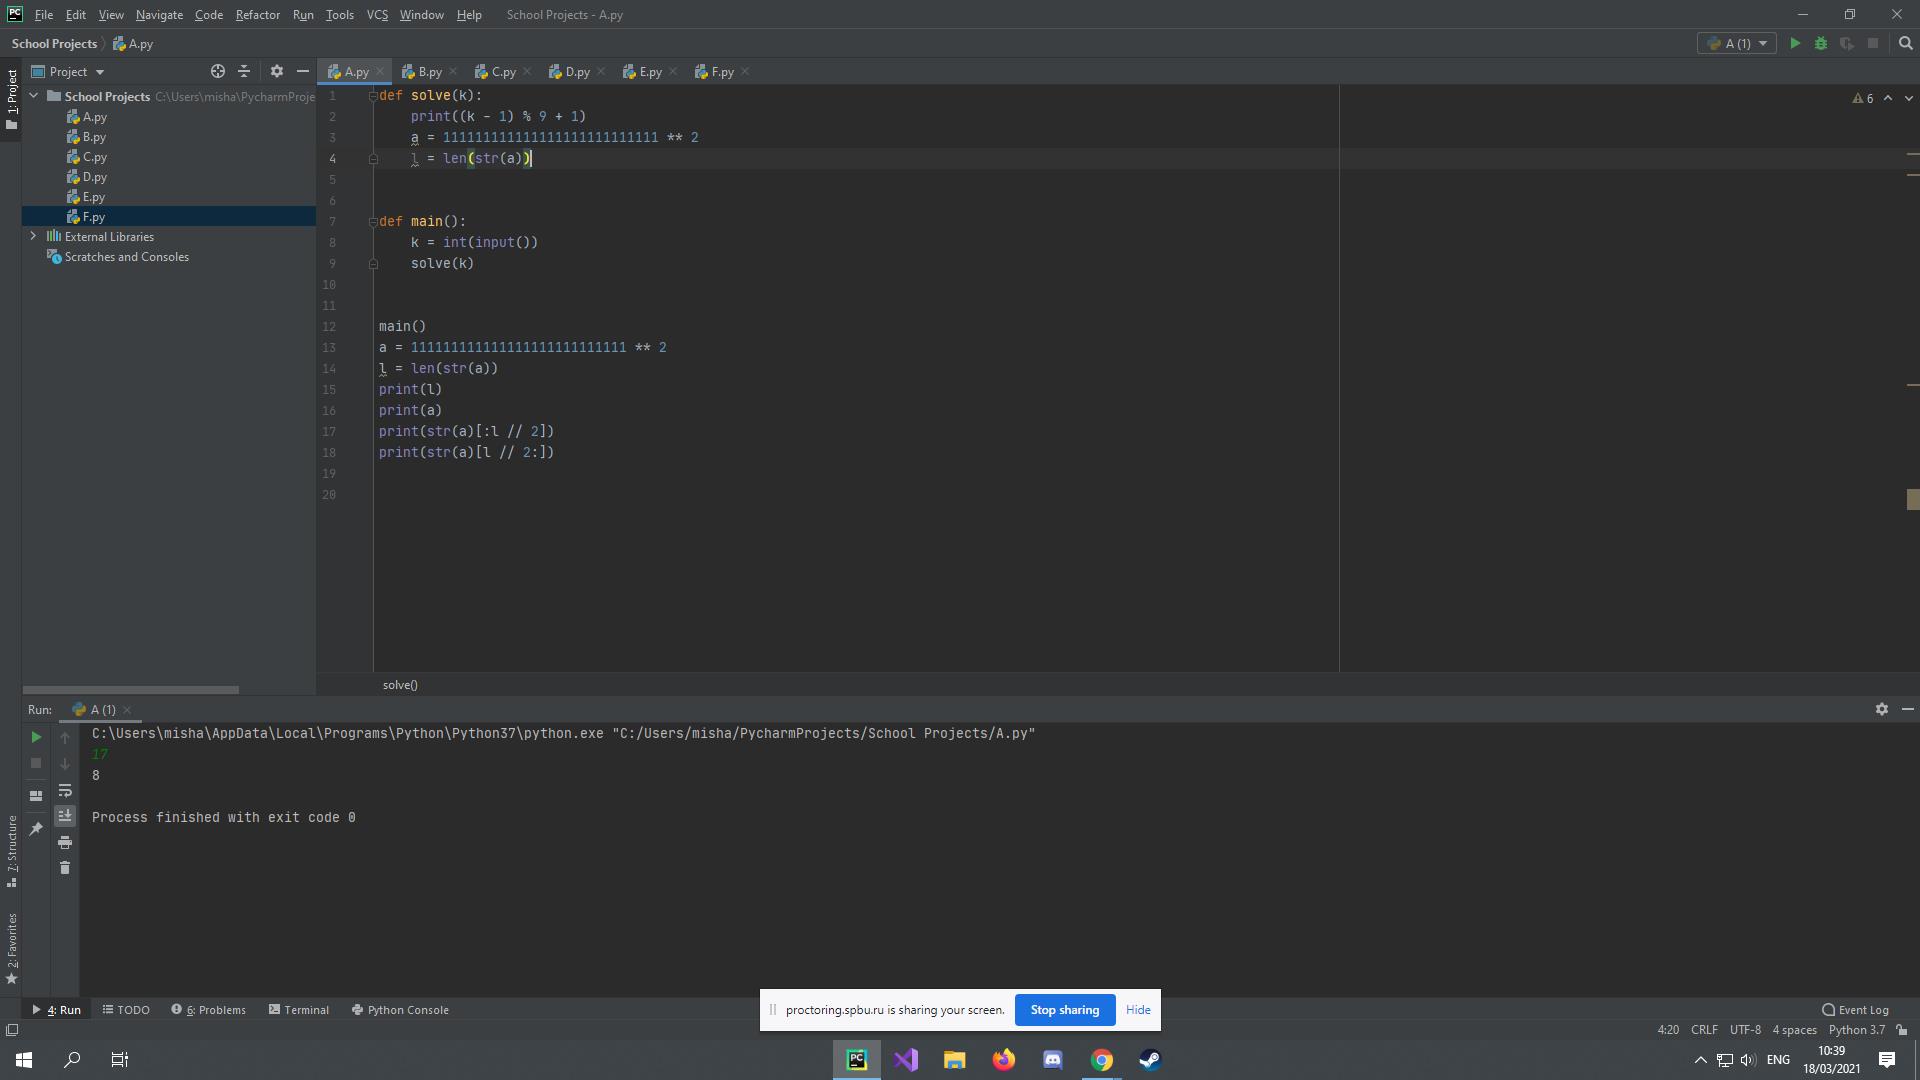 PC File Edit View Navigate Code Refactor Run Tools VCS Window Help School Projects - A.py
School Projects A.py A (1)
1: Project
Project
School Projects C:\Users\misha\PycharmProje
A.py
B.py
C.py
D.py
E.py
F.py
External Libraries
Scratches and Consoles
A.py B.py C.py D.py E.py F.py
6
1 def solve(k):
2 print((k - 1) % 9 + 1)
3 a = 111111111111111111111111111 ** 2
4 l = len(str(a))
5
6
7 def main():
8 k = int(input())
9 solve(k)
10
11
12 main()
13 a = 111111111111111111111111111 ** 2
14 l = len(str(a))
15 print(l)
16 print(a)
17 print(str(a)[:l // 2])
18 print(str(a)[l // 2:])
19
20
solve()
Run: A (1)
C:\Users\misha\AppData\Local\Programs\Python\Python37\python.exe "C:/Users/misha/PycharmProjects/School Projects/A.py"
17
8
Process finished with exit code 0
7: Structure
2: Favorites
4: Run TODO 6: Problems Terminal Python Console Event Log
proctoring.spbu.ru is sharing your screen. Stop sharing Hide
4:20 CRLF UTF-8 4 spaces Python 3.7
PC
ENG
10:39
18/03/2021